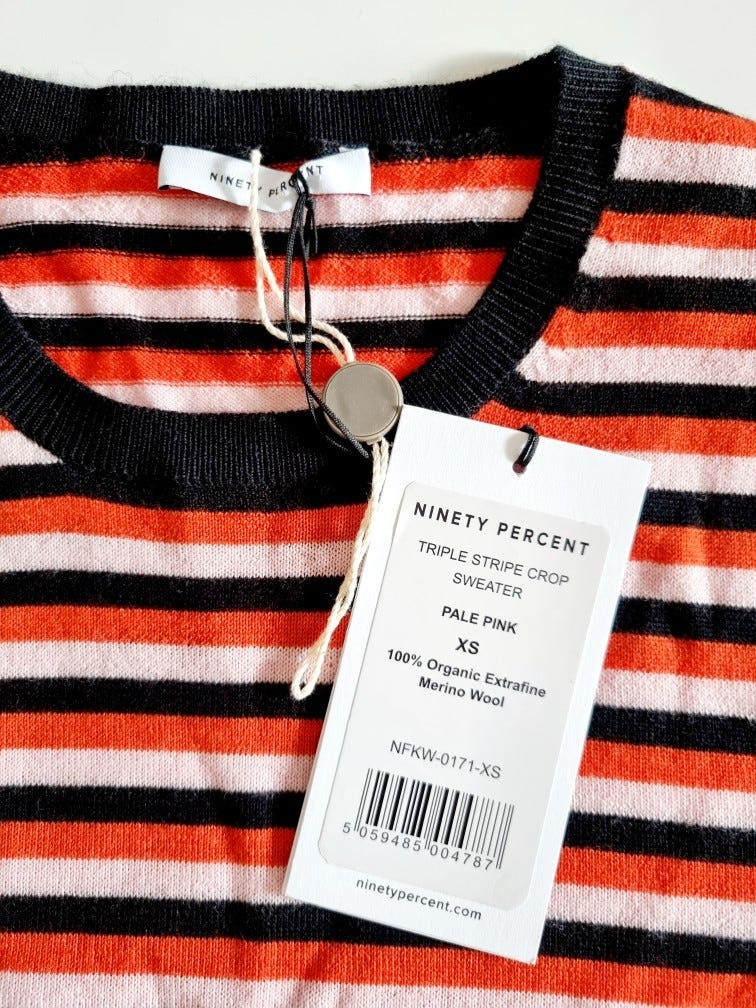 NINETY PERCENT
NINETY PERCENT
TRIPLE STRIPE CROP
SWEATER
PALE PINK
XS
100% Organic Extrafine
Merino Wool
NFKW-0171-XS
5 059485 004787
ninetypercent.com